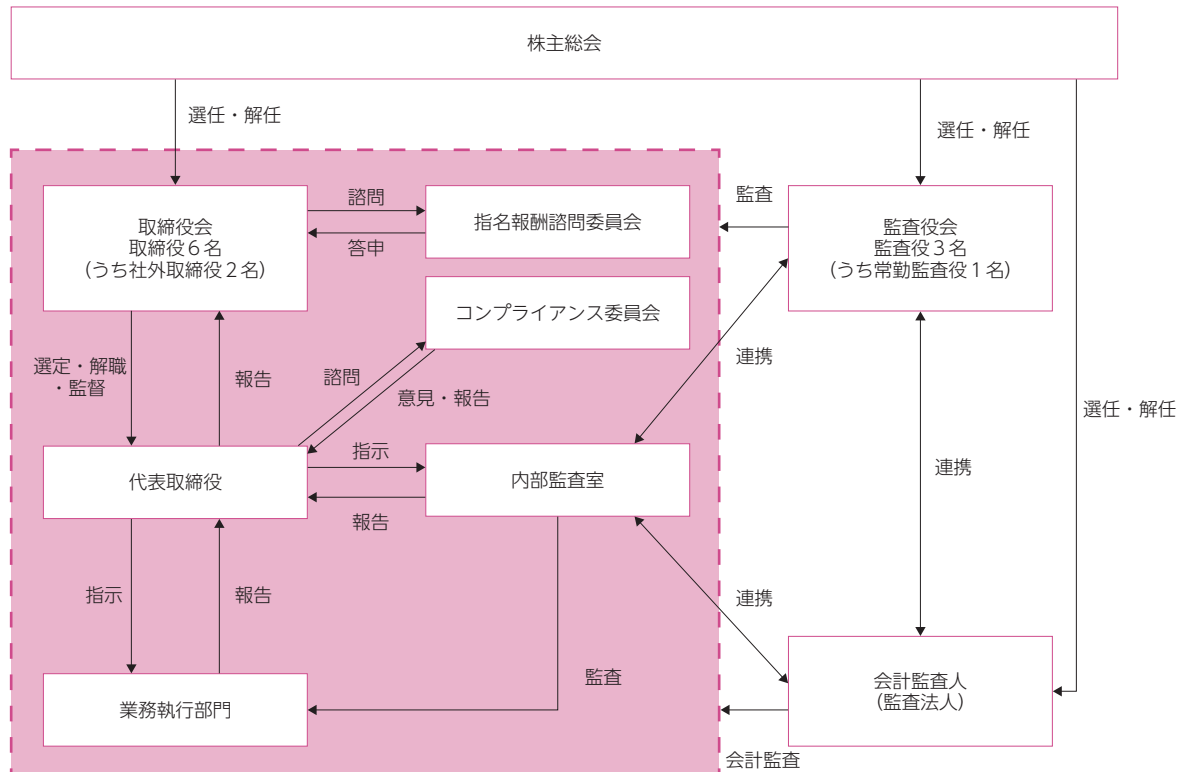 株主総会
選任・解任
選任・解任
選任・解任
取締役会
取締役6名
(うち社外取締役2名)
諮問
答申
指名報酬諮問委員会
監査
監査役会
監査役3名
(うち常勤監査役1名)
コンプライアンス委員会
選定・解職
・監督
報告
諮問
意見・報告
連携
連携
代表取締役
指示
報告
内部監査室
指示
報告
連携
監査
業務執行部門
会計監査人
(監査法人)
会計監査